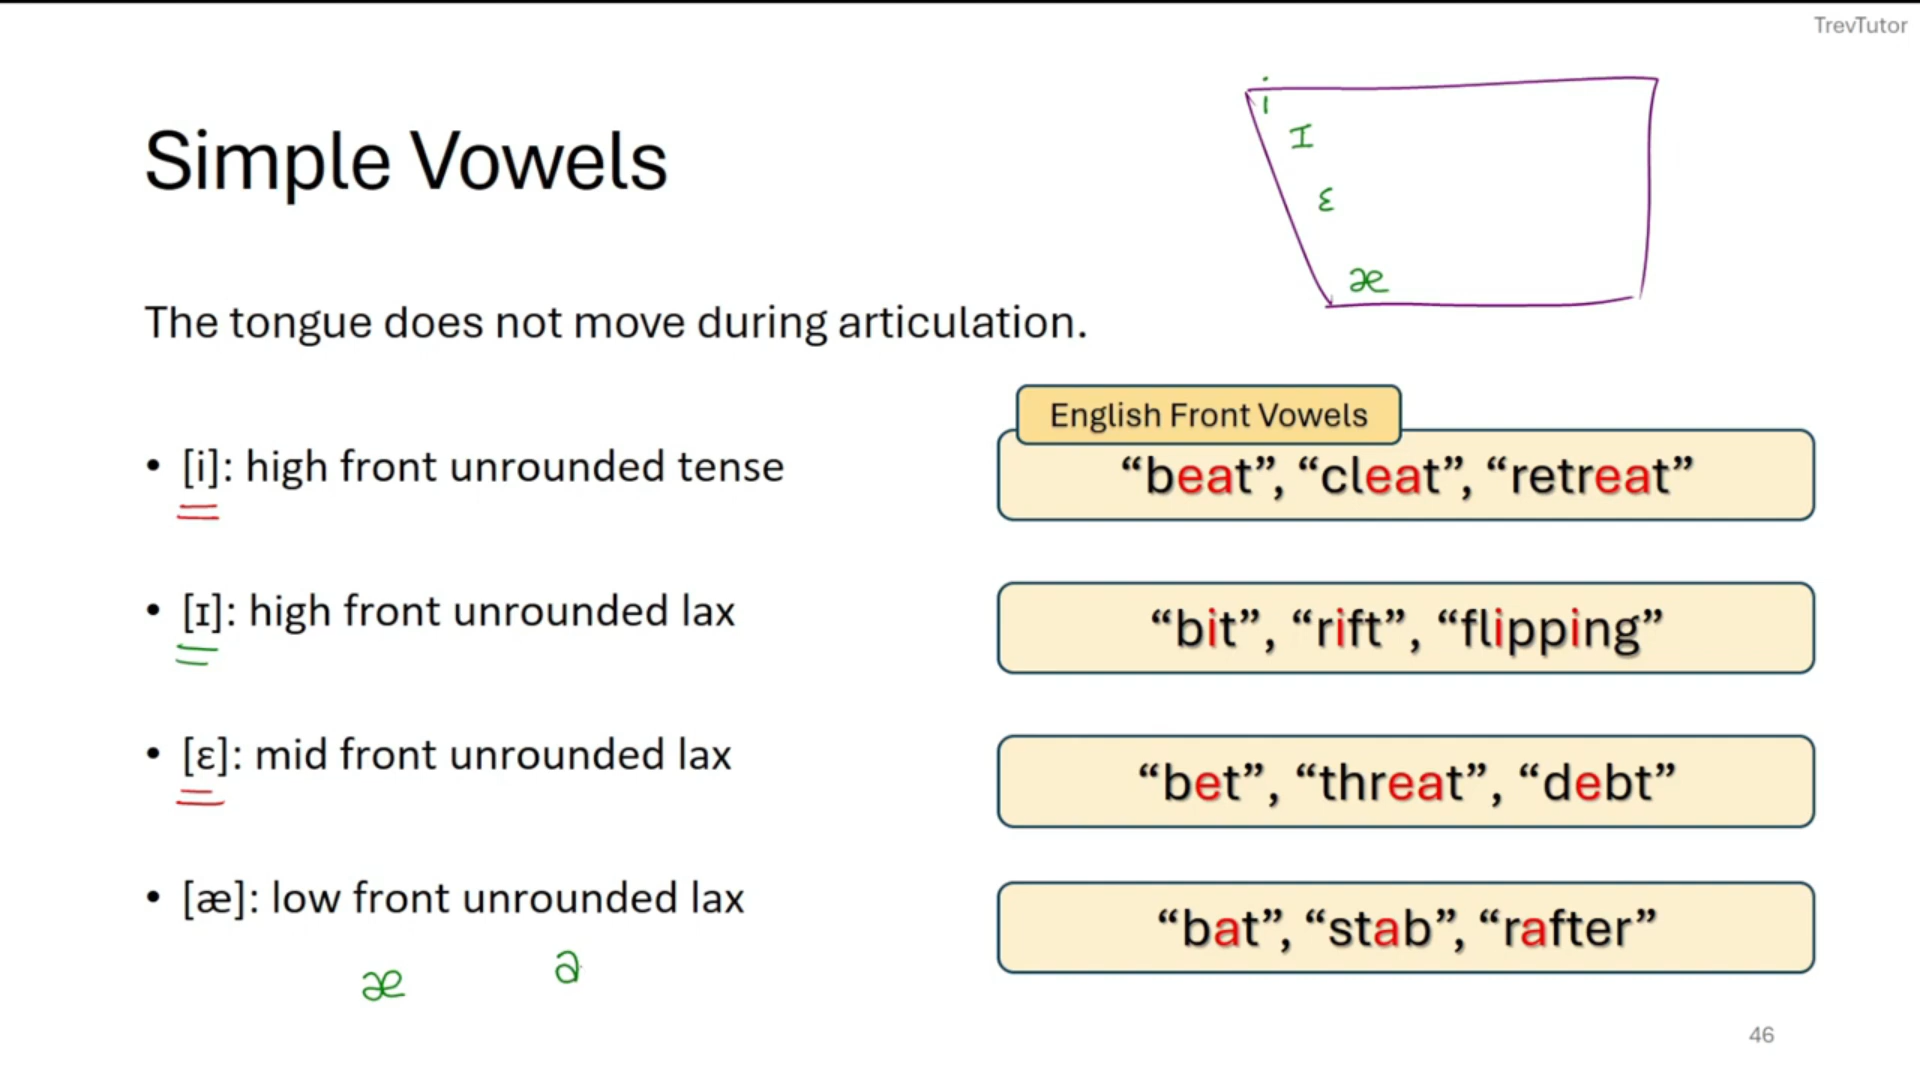 TrevTutor
i
Simple Vowels
I
ɛ
æ
The tongue does not move during articulation.
English Front Vowels
• [i]: high front unrounded tense
“beat”, “cleat”, “retreat”
• [ɪ]: high front unrounded lax
“bit”, “rift”, “flipping”
• [ɛ]: mid front unrounded lax
“bet”, “threat”, “debt”
• [æ]: low front unrounded lax
“bat”, “stab”, “rafter”
æ
a
46